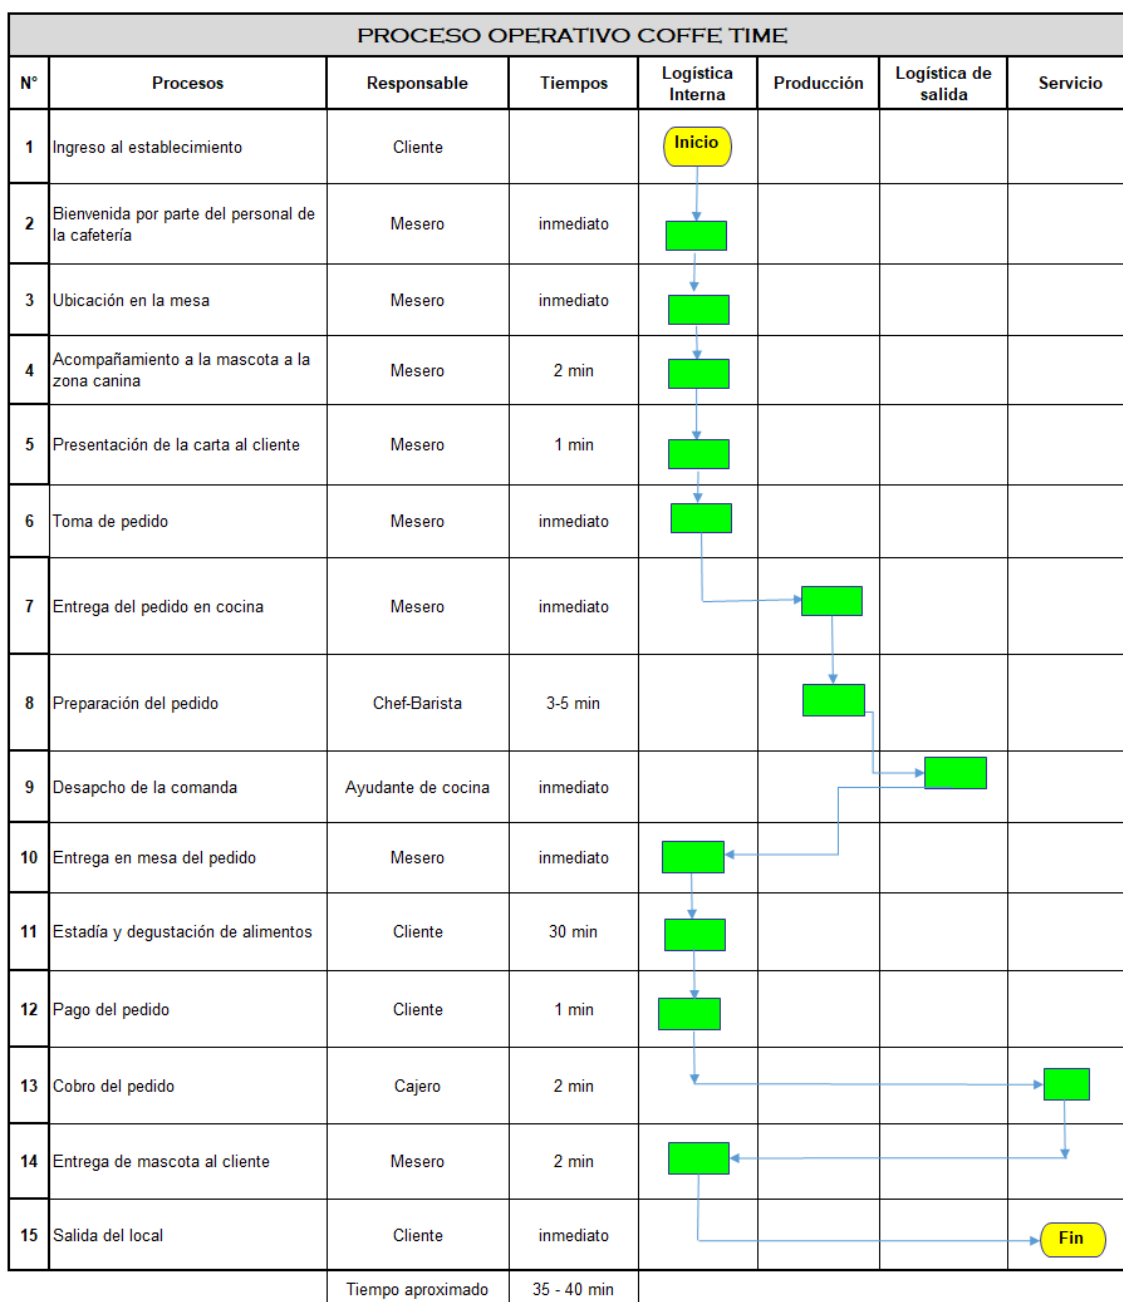 PROCESO OPERATIVO COFFE TIME
N° Procesos Responsable Tiempos Logística Interna Producción Logística de salida Servicio
1 Ingreso al establecimiento Cliente Inicio
2 Bienvenida por parte del personal de la cafetería Mesero inmediato
3 Ubicación en la mesa Mesero inmediato
4 Acompañamiento a la mascota a la zona canina Mesero 2 min
5 Presentación de la carta al cliente Mesero 1 min
6 Toma de pedido Mesero inmediato
7 Entrega del pedido en cocina Mesero inmediato
8 Preparación del pedido Chef-Barista 3-5 min
9 Desapcho de la comanda Ayudante de cocina inmediato
10 Entrega en mesa del pedido Mesero inmediato
11 Estadía y degustación de alimentos Cliente 30 min
12 Pago del pedido Cliente 1 min
13 Cobro del pedido Cajero 2 min
14 Entrega de mascota al cliente Mesero 2 min
15 Salida del local Cliente inmediato Fin
Tiempo aproximado 35 - 40 min